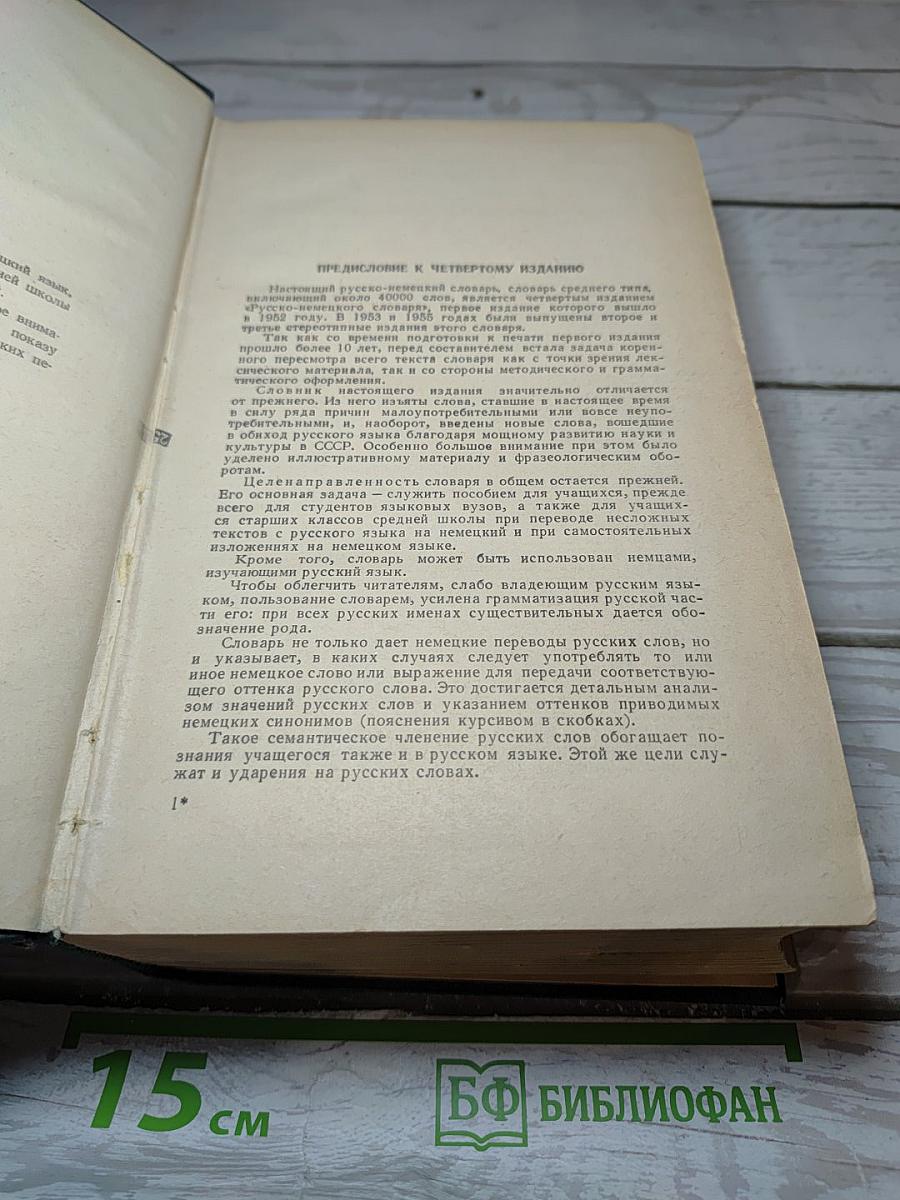 цкий язык,
ней школы
ое внима-
показу
ких пе-
ПРЕДИСЛОВИЕ К ЧЕТВЕРТОМУ ИЗДАНИЮ
Настоящий русско-немецкий словарь, словарь среднего типа,
включающий около 40000 слов, является четвертым изданием
«Русско-немецкого словаря», первое издание которого вышло
в 1952 году. В 1953 и 1955 годах были выпущены второе и
третье стереотипные издания этого словаря.
Так как со времени подготовки к печати первого издания
прошло более 10 лет, перед составителем встала задача корен-
ного пересмотра всего текста словаря как с точки зрения лек-
сического материала, так и со стороны методического и грамма-
тического оформления.
Словник настоящего издания значительно отличается
от прежнего. Из него изъяты слова, ставшие в настоящее время
в силу ряда причин малоупотребительными или вовсе неупо-
требительными, и, наоборот, введены новые слова, вошедшие
в обиход русского языка благодаря мощному развитию науки и
культуры в СССР. Особенно большое внимание при этом было
уделено иллюстративному материалу и фразеологическим обо-
ротам.
Целенаправленность словаря в общем остается прежней.
Его основная задача — служить пособием для учащихся, прежде
всего для студентов языковых вузов, а также для учащих-
ся старших классов средней школы при переводе несложных
текстов с русского языка на немецкий и при самостоятельных
изложениях на немецком языке.
Кроме того, словарь может быть использован немцами,
изучающими русский язык.
Чтобы облегчить читателям, слабо владеющим русским язы-
ком, пользование словарем, усилена грамматизация русской час-
ти его: при всех русских именах существительных дается обо-
значение рода.
Словарь не только дает немецкие переводы русских слов, но
и указывает, в каких случаях следует употреблять то или
иное немецкое слово или выражение для передачи соответствую-
щего оттенка русского слова. Это достигается детальным анали-
зом значений русских слов и указанием оттенков приводимых
немецких синонимов (пояснения курсивом в скобках).
Такое семантическое членение русских слов обогащает по-
знания учащегося также и в русском языке. Этой же цели слу-
жат и ударения на русских словах.
1*
15 см
БФ БИБЛИОФАН